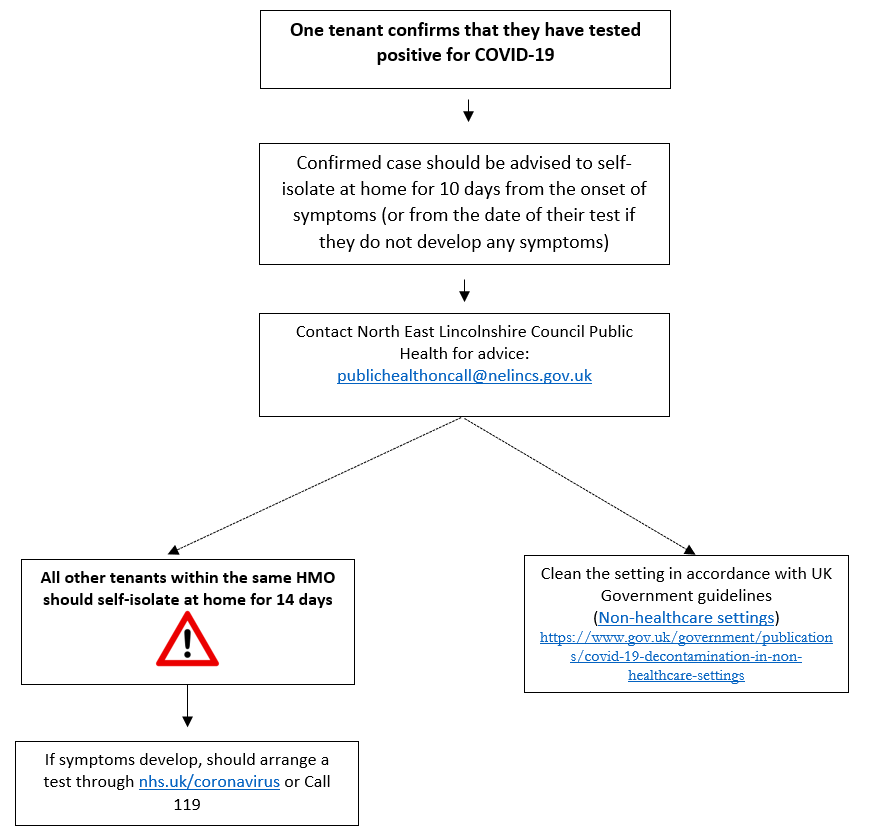 One tenant confirms that they have tested
positive for COVID-19
Confirmed case should be advised to self-
isolate at home for 10 days from the onset of
symptoms (or from the date of their test if
they do not develop any symptoms)
Contact North East Lincolnshire Council Public
Health for advice:
publichealthoncall@nelincs.gov.uk
All other tenants within the same HMO
should self-isolate at home for 14 days
!
If symptoms develop, should arrange a
test through nhs.uk/coronavirus or Call
119
Clean the setting in accordance with UK
Government guidelines
(Non-healthcare settings)
https://www.gov.uk/government/publication
s/covid-19-decontamination-in-non-
healthcare-settings